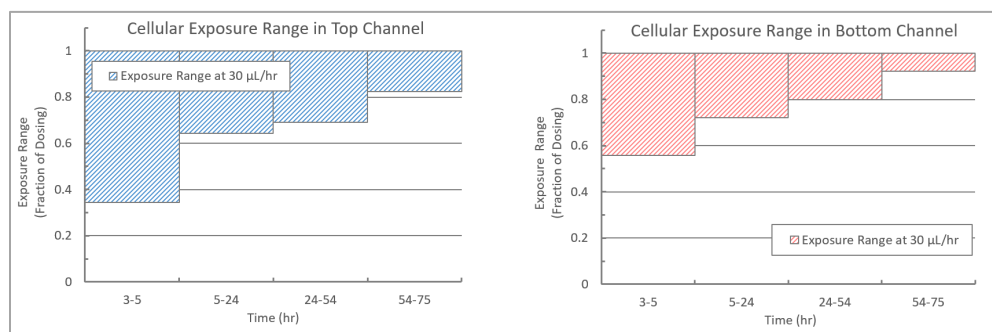 Cellular Exposure Range in Top Channel
1
0.8
0.6
0.4
0.2
0
Exposure Range at 30 µL/hr
Exposure Range
(Fraction of Dosing)
3-5
5-24
24-54
54-75
Time (hr)
Cellular Exposure Range in Bottom Channel
1
0.8
0.6
0.4
0.2
0
Exposure Range at 30 µL/hr
Exposure Range
(Fraction of Dosing)
3-5
5-24
24-54
54-75
Time (hr)